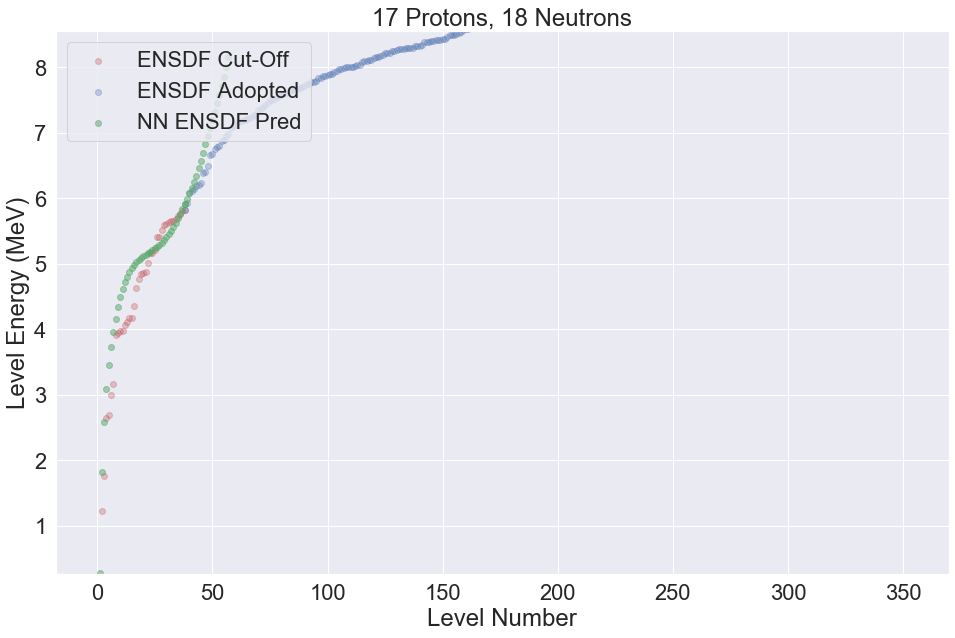 17 Protons, 18 Neutrons
ENSDF Cut-Off
ENSDF Adopted
NN ENSDF Pred
Level Energy (MeV)
8
7
6
5
4
3
2
1
0 50 100 150 200 250 300 350
Level Number